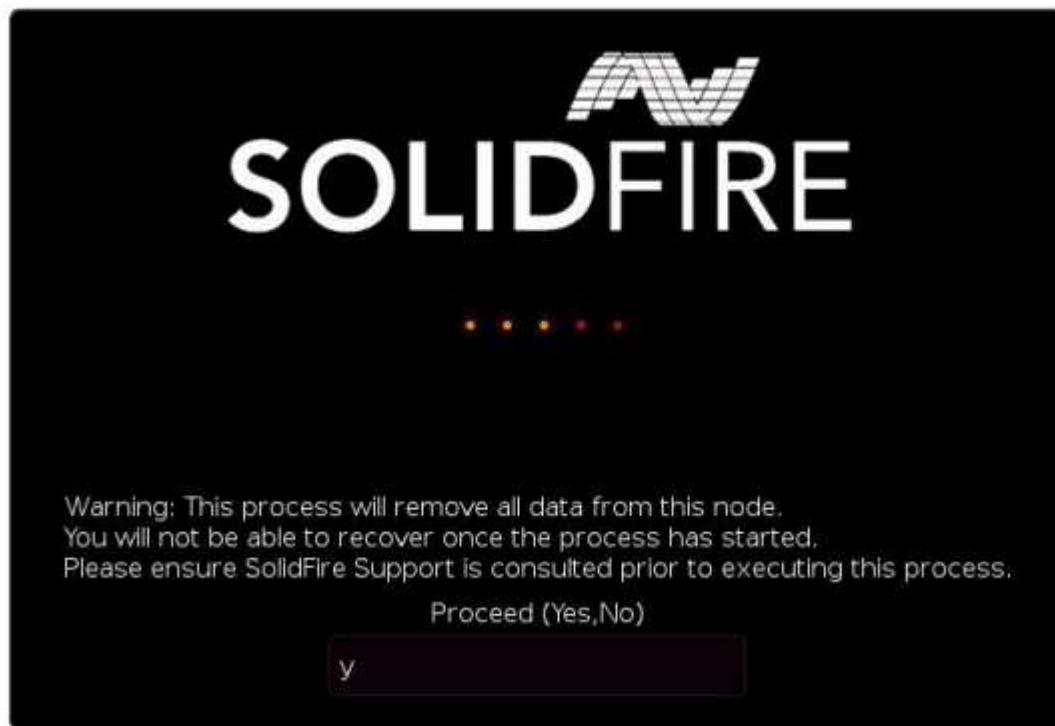 SOLIDFIRE
Warning: This process will remove all data from this node.
You will not be able to recover once the process has started.
Please ensure SolidFire Support is consulted prior to executing this process.
Proceed (Yes,No)
y